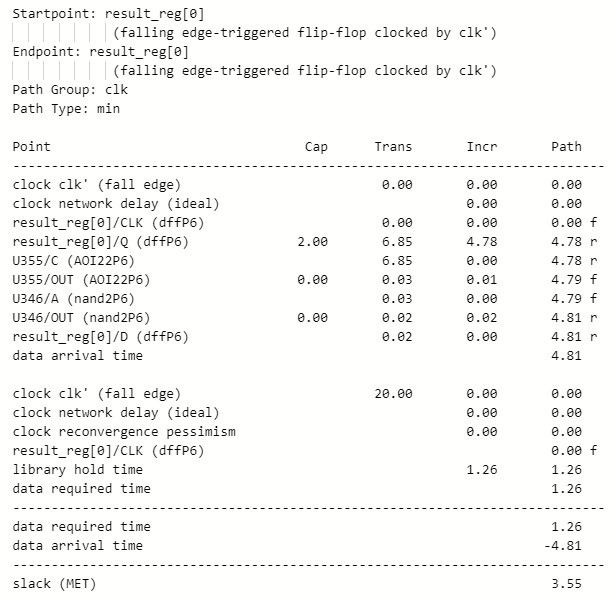 Startpoint: result_reg[0]
(falling edge-triggered flip-flop clocked by clk')
Endpoint: result_reg[0]
(falling edge-triggered flip-flop clocked by clk')
Path Group: clk
Path Type: min
Point Cap Trans Incr Path
--------------------------------------------------------------------------------
clock clk' (fall edge) 0.00 0.00 0.00
clock network delay (ideal) 0.00 0.00
result_reg[0]/CLK (dffP6) 0.00 0.00 0.00 f
result_reg[0]/Q (dffP6) 2.00 6.85 4.78 4.78 r
U355/C (AOI22P6) 6.85 0.00 4.78 r
U355/OUT (AOI22P6) 0.00 0.03 0.01 4.79 f
U346/A (nand2P6) 0.03 0.00 4.79 f
U346/OUT (nand2P6) 0.00 0.02 0.02 4.81 r
result_reg[0]/D (dffP6) 0.02 0.00 4.81 r
data arrival time 4.81
clock clk' (fall edge) 20.00 0.00 0.00
clock network delay (ideal) 0.00 0.00
clock reconvergence pessimism 0.00 0.00
result_reg[0]/CLK (dffP6) 0.00 f
library hold time 1.26 1.26
data required time 1.26
--------------------------------------------------------------------------------
data required time 1.26
data arrival time -4.81
--------------------------------------------------------------------------------
slack (MET) 3.55